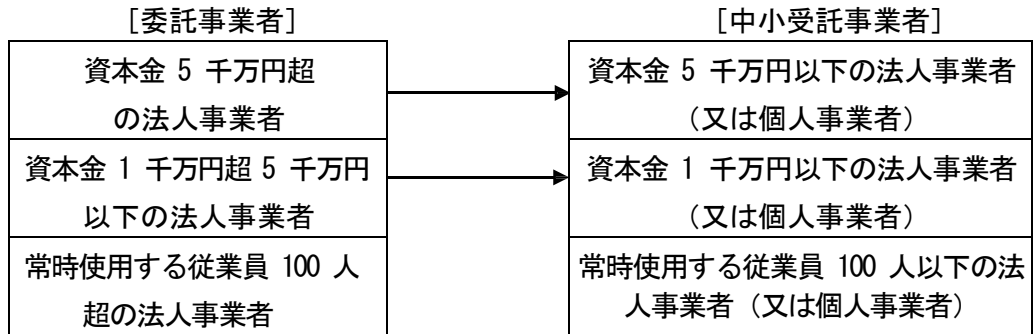 [委託事業者]
[中小受託事業者]
資本金 5 千万円超
の法人事業者
資本金 5 千万円以下の法人事業者
（又は個人事業者）
資本金 1 千万円超 5 千万円
以下の法人事業者
資本金 1 千万円以下の法人事業者
（又は個人事業者）
常時使用する従業員 100 人
超の法人事業者
常時使用する従業員 100 人以下の法
人事業者（又は個人事業者）